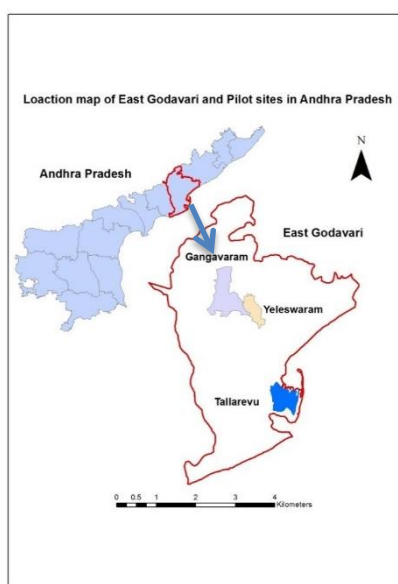 Loaction map of East Godavari and Pilot sites in Andhra Pradesh
N
Andhra Pradesh
East Godavari
Gangavaram
Yeleswaram
Tallarevu
0 0.5 1 2 3 4
Kilometers